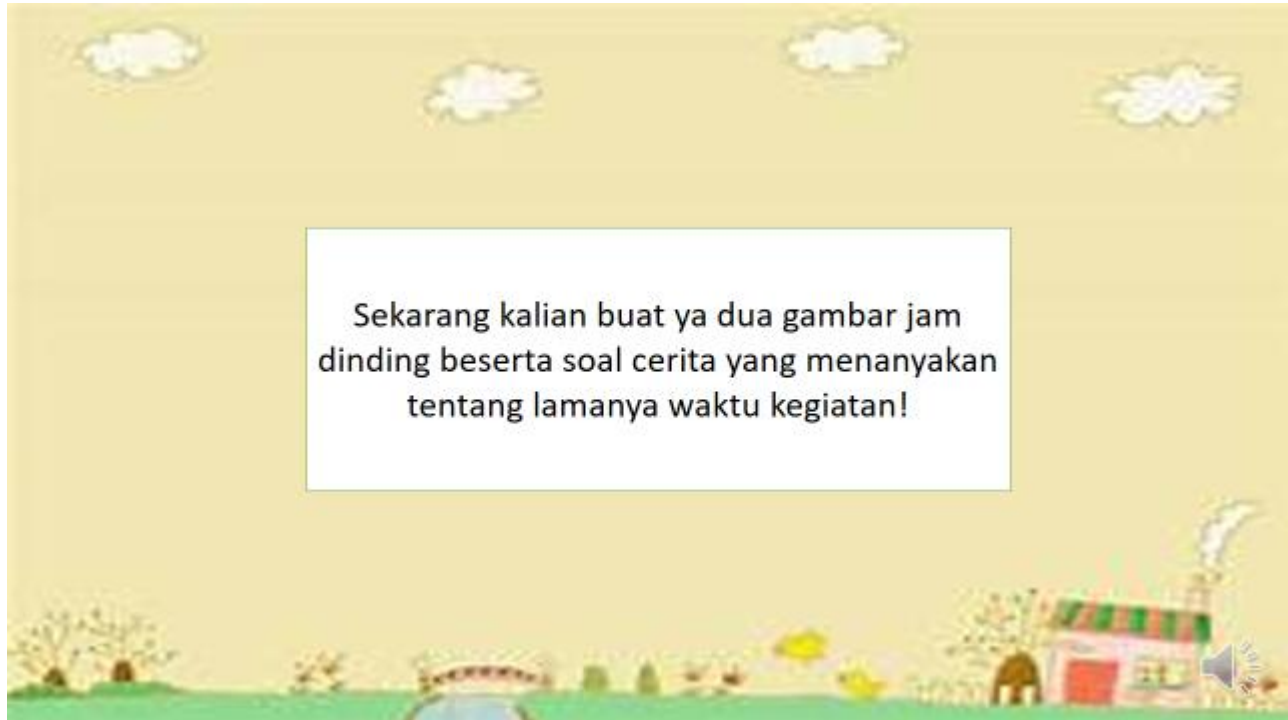 Sekarang kalian buat ya dua gambar jam
dinding beserta soal cerita yang menanyakan
tentang lamanya waktu kegiatan!